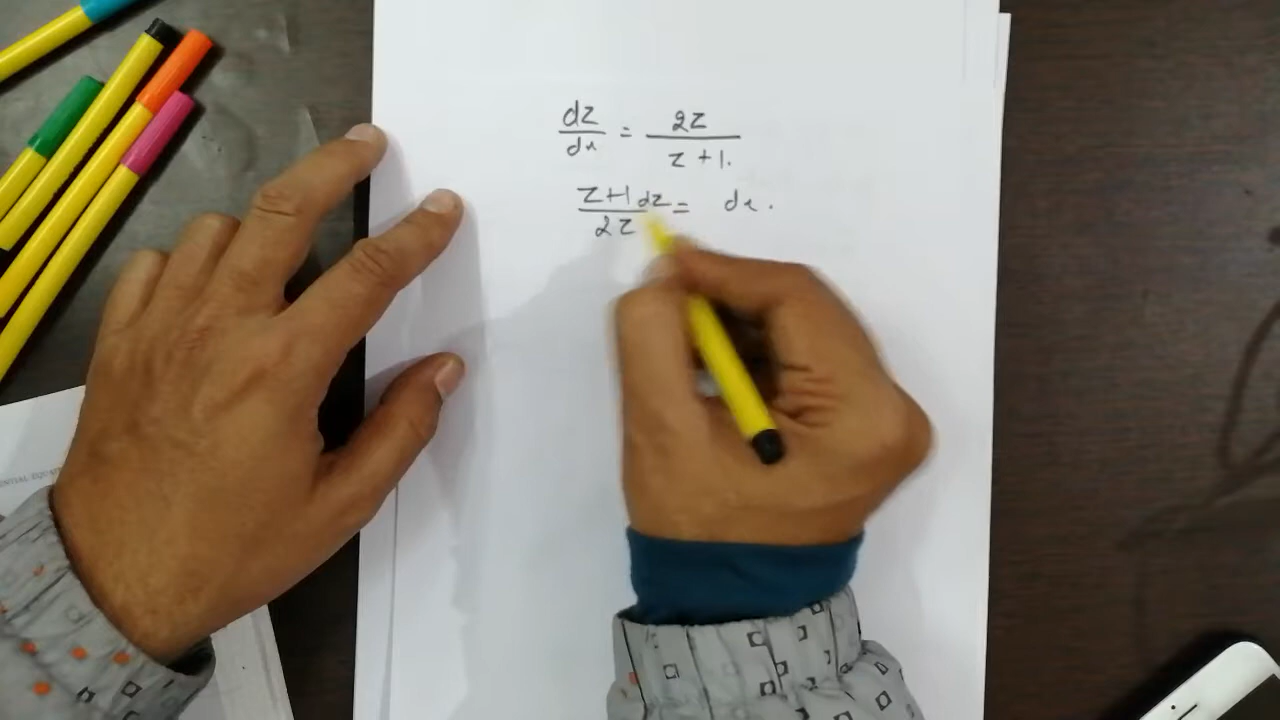 dz/dx = 2z/z+1.
z+1/2z dz = dx.